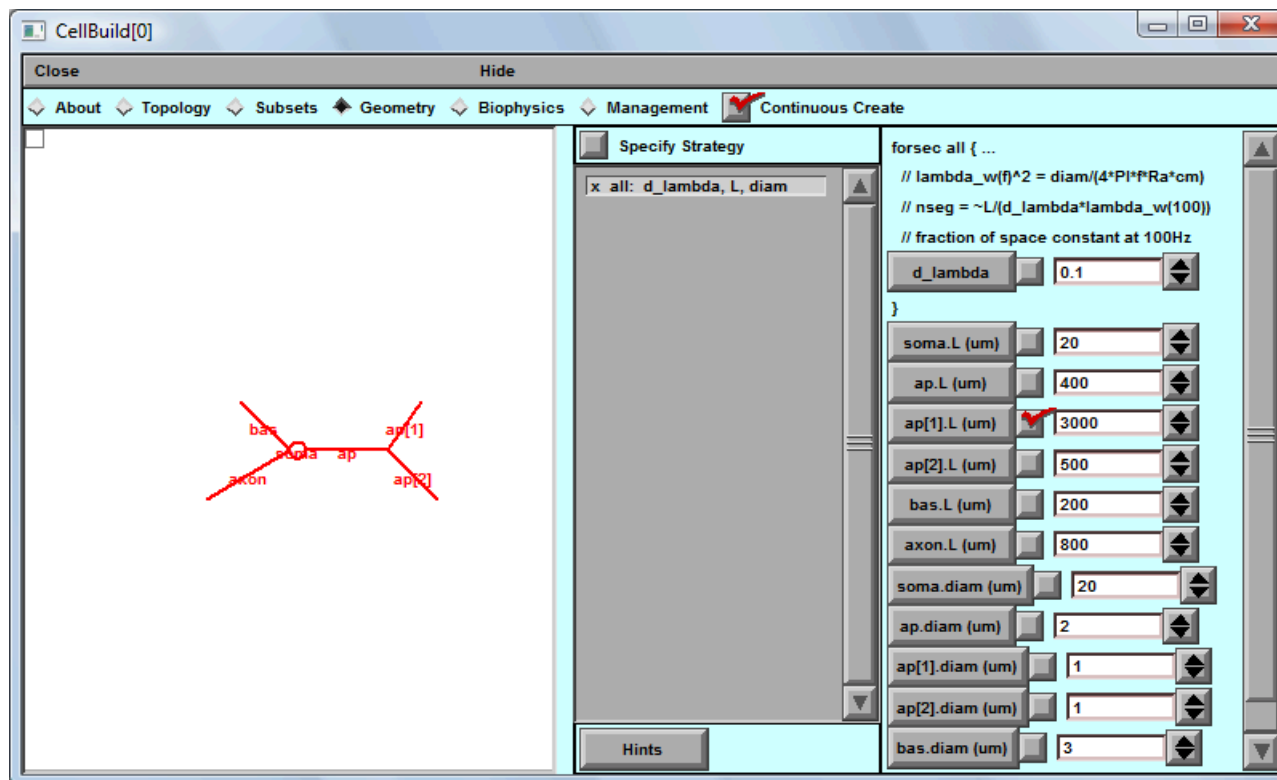 CellBuild[0]
Close Hide
About Topology Subsets Geometry Biophysics Management Continuous Create
bas
soma
ap
ap[1]
axon
ap[2]
Specify Strategy
x all: d_lambda, L, diam
Hints
forsec all { ...
// lambda_w(f)^2 = diam/(4*PI*f*Ra*cm)
// nseg = ~L/(d_lambda*lambda_w(100))
// fraction of space constant at 100Hz
d_lambda 0.1
}
soma.L (um) 20
ap.L (um) 400
ap[1].L (um) 3000
ap[2].L (um) 500
bas.L (um) 200
axon.L (um) 800
soma.diam (um) 20
ap.diam (um) 2
ap[1].diam (um) 1
ap[2].diam (um) 1
bas.diam (um) 3